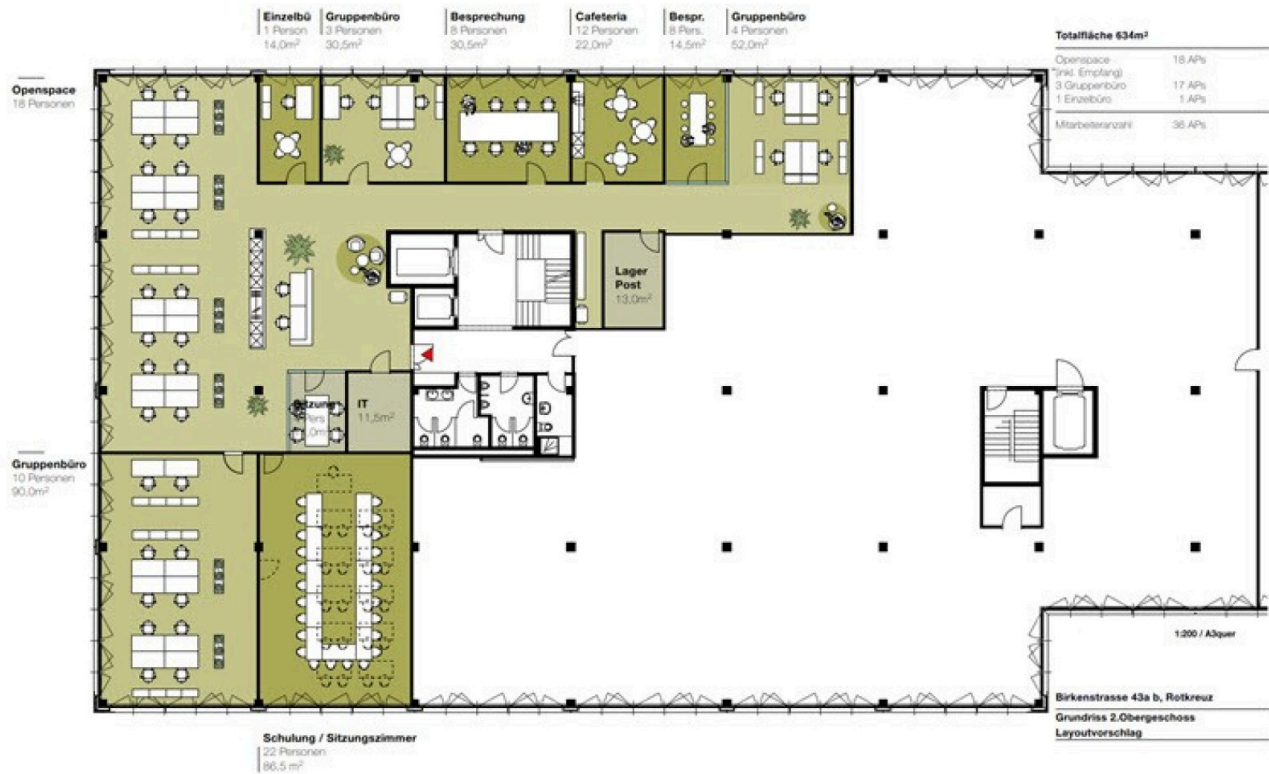 Einzelbü
1 Person
14,0m²
Gruppenbüro
3 Personen
30,5m²
Besprechung
8 Personen
30,5m²
Cafeteria
12 Personen
22,0m²
Bespr.
8 Pers.
14,5m²
Gruppenbüro
4 Personen
52,0m²
Totalfläche 634m²
Openspace 18 APs
(inkl. Empfang)
3 Gruppenbüro 17 APs
1 Einzelbüro 1 APs
Mitarbeiteranzahl 36 APs
Openspace
18 Personen
Lager
Post
13,0m²
IT
11,5m²
Gruppenbüro
10 Personen
90,0m²
1:200 / A3quer
Birkenstrasse 43a b, Rotkreuz
Grundriss 2.Obergeschoss
Layoutvorschlag
Schulung / Sitzungszimmer
22 Personen
86,5 m²